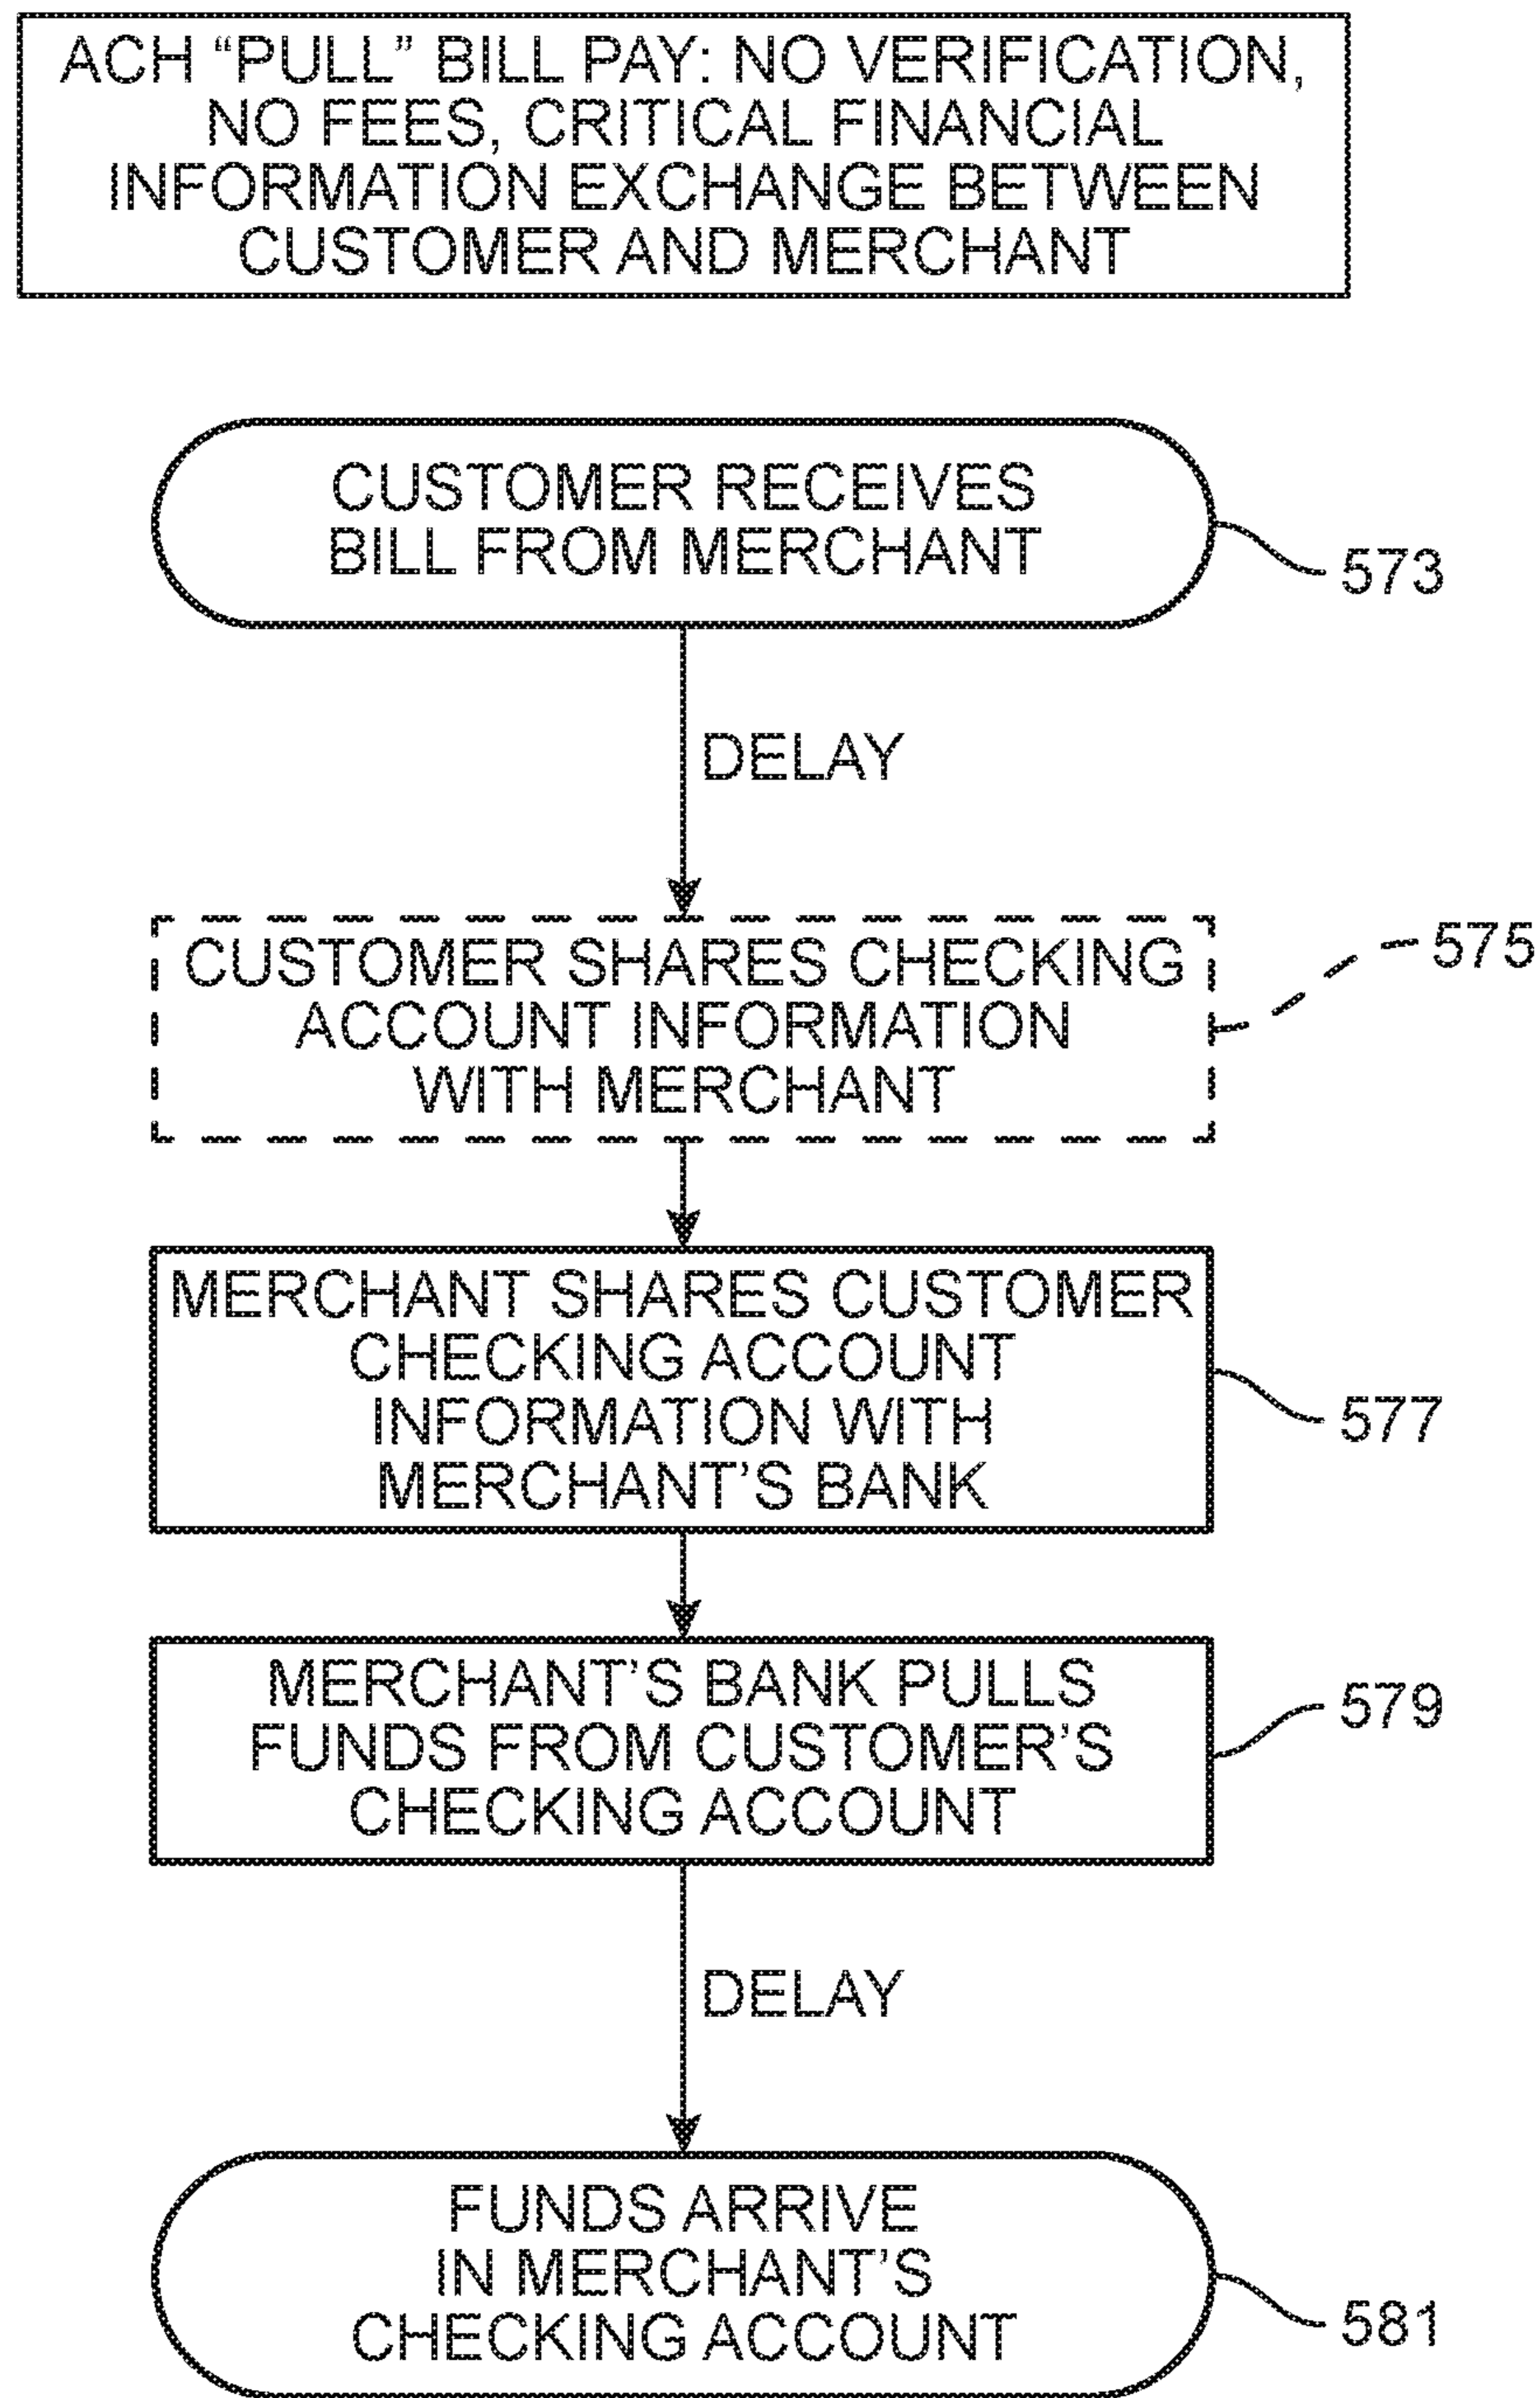 ACH “PULL” BILL PAY: NO VERIFICATION,
NO FEES, CRITICAL FINANCIAL
INFORMATION EXCHANGE BETWEEN
CUSTOMER AND MERCHANT
CUSTOMER RECEIVES
BILL FROM MERCHANT
573
DELAY
CUSTOMER SHARES CHECKING
ACCOUNT INFORMATION
WITH MERCHANT
575
MERCHANT SHARES CUSTOMER
CHECKING ACCOUNT
INFORMATION WITH
MERCHANT’S BANK
577
MERCHANT’S BANK PULLS
FUNDS FROM CUSTOMER’S
CHECKING ACCOUNT
579
DELAY
FUNDS ARRIVE
IN MERCHANT’S
CHECKING ACCOUNT
581